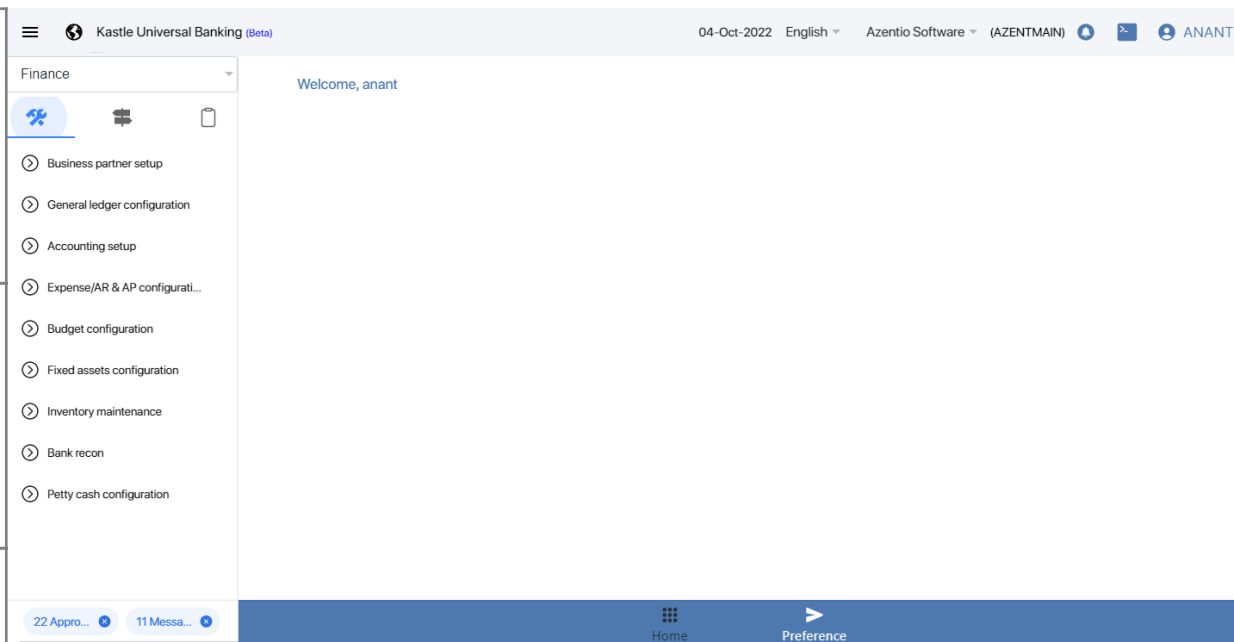 Kastle Universal Banking (Beta)
04-Oct-2022 English Azentio Software (AZENTMAIN) ANANT
Finance
Welcome, anant
Business partner setup
General ledger configuration
Accounting setup
Expense/AR & AP configurati...
Budget configuration
Fixed assets configuration
Inventory maintenance
Bank recon
Petty cash configuration
22 Appro... 11 Messa...
Home Preference